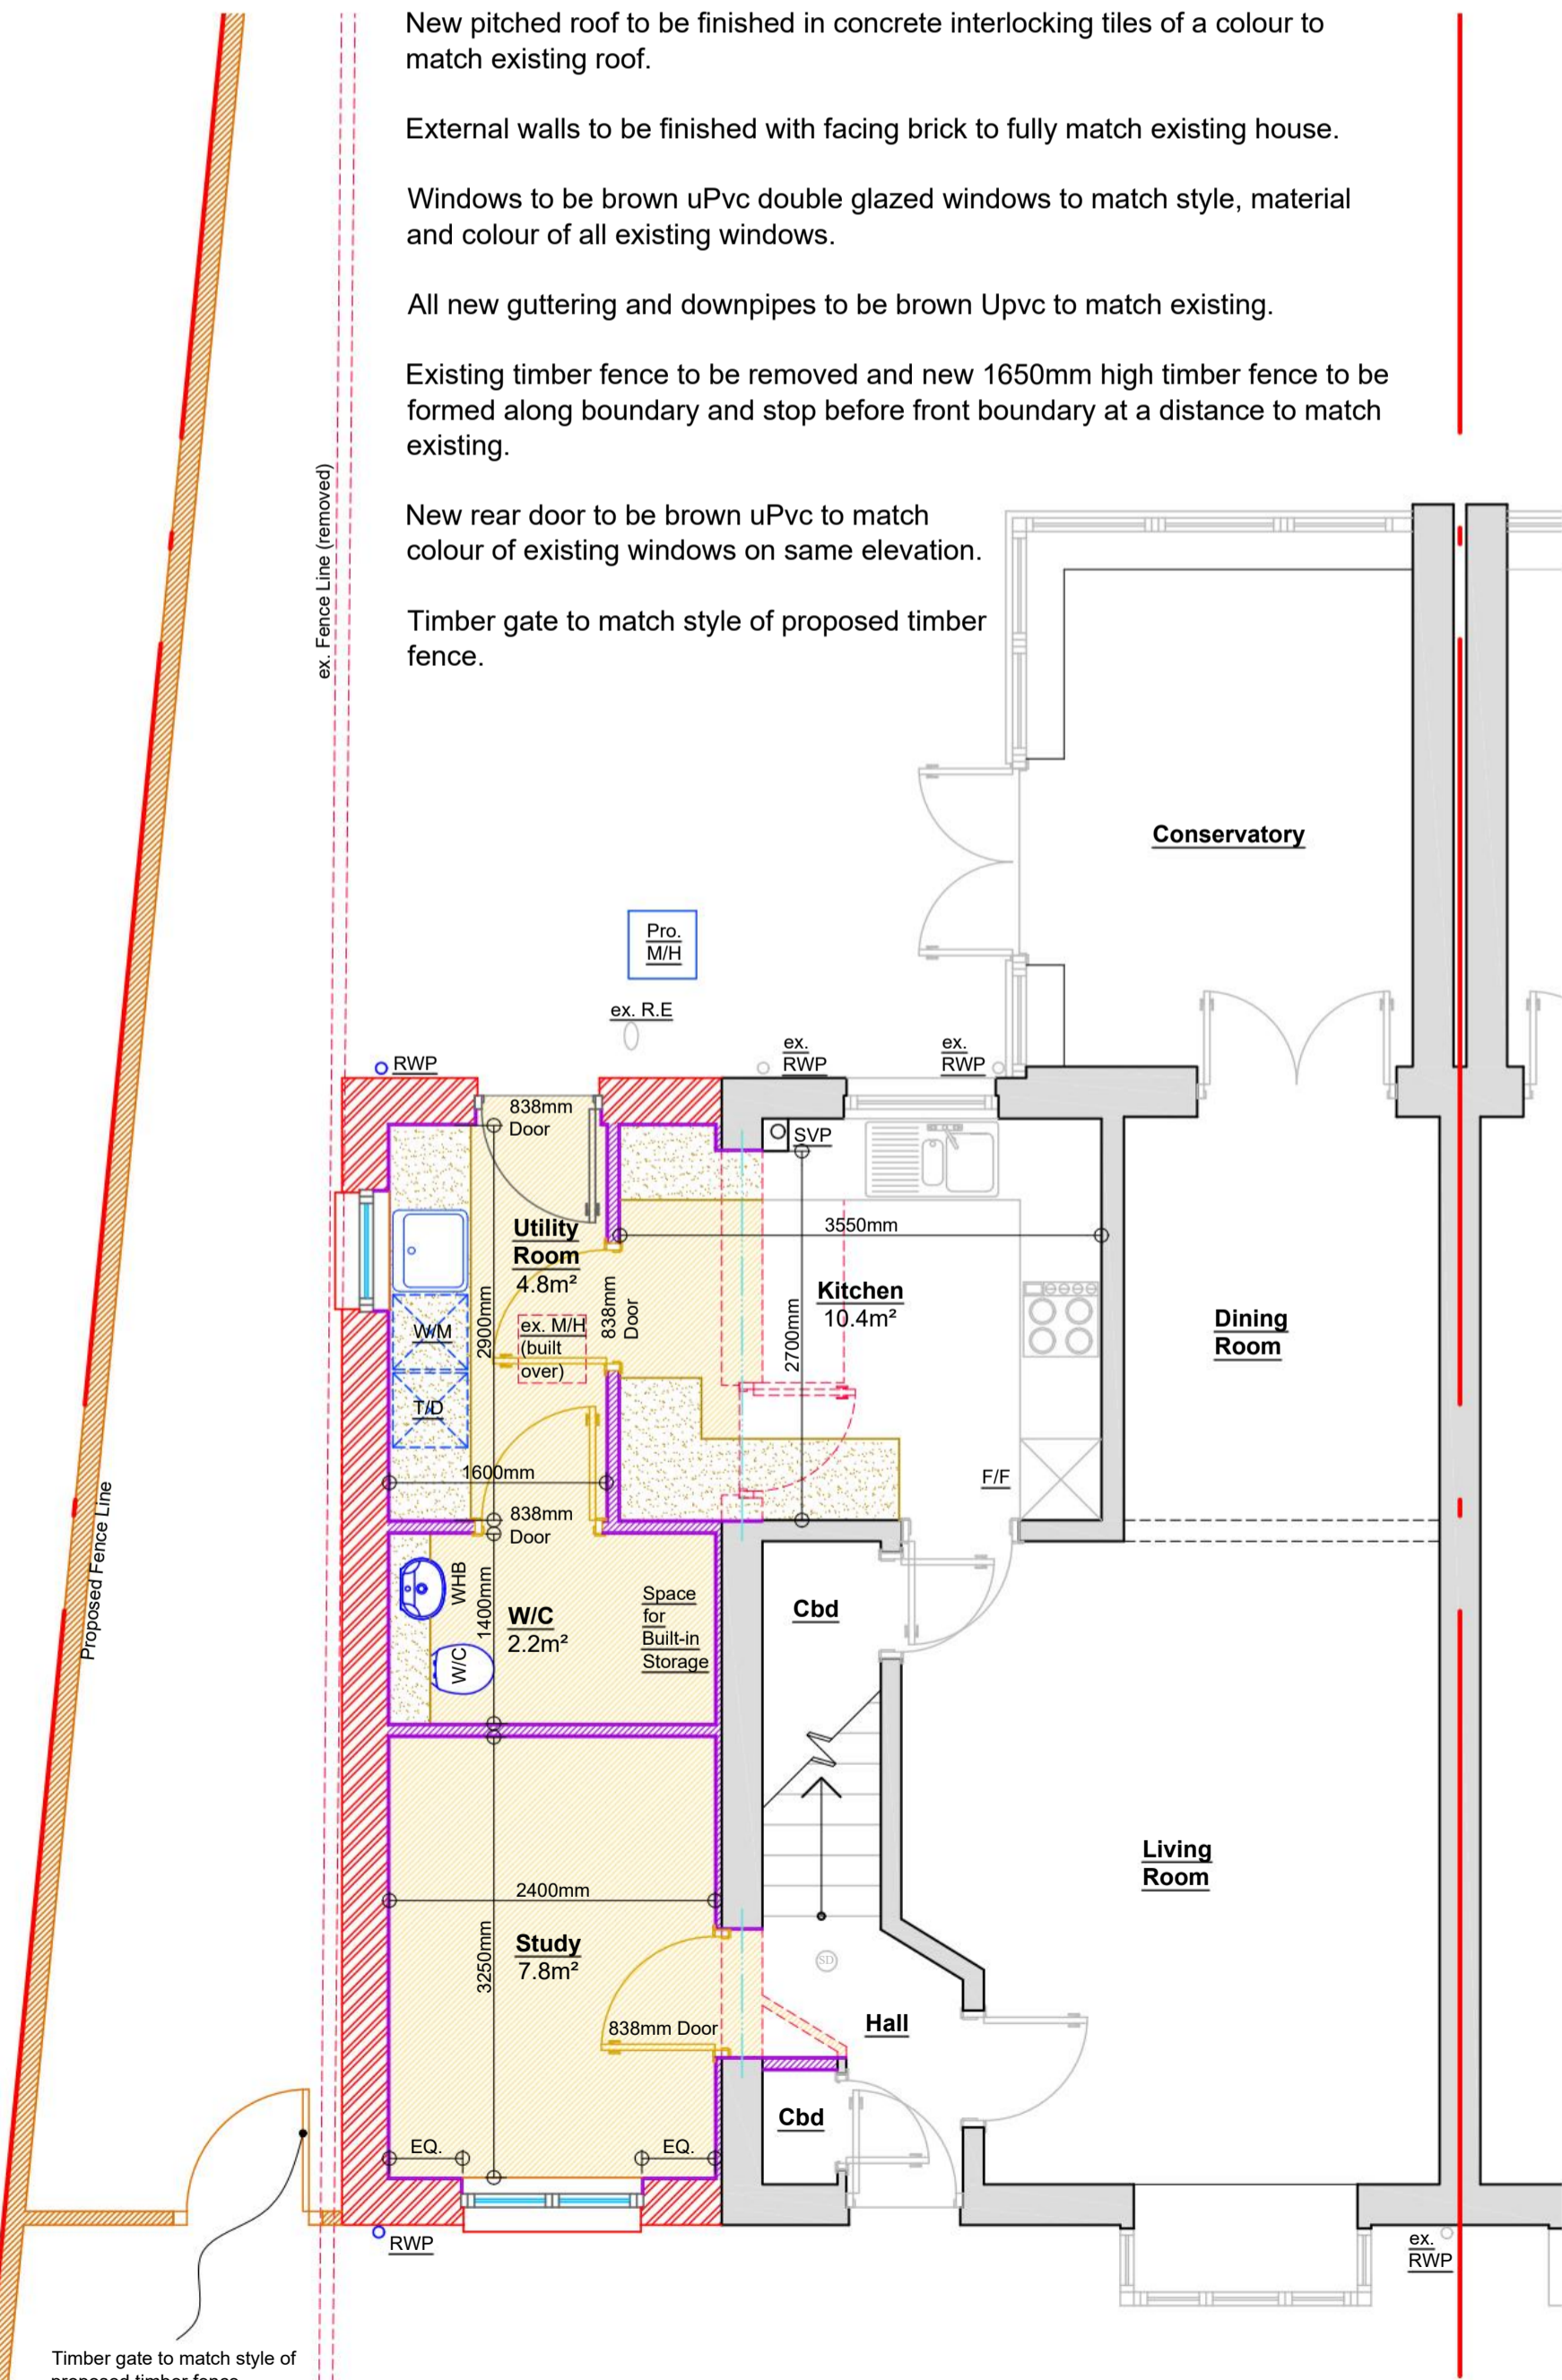 New pitched roof to be finished in concrete interlocking tiles of a colour to
match existing roof.
External walls to be finished with facing brick to fully match existing house.
Windows to be brown uPvc double glazed windows to match style, material
and colour of all existing windows.
All new guttering and downpipes to be brown Upvc to match existing.
Existing timber fence to be removed and new 1650mm high timber fence to be
formed along boundary and stop before front boundary at a distance to match
existing.
New rear door to be brown uPvc to match
colour of existing windows on same elevation.
Timber gate to match style of proposed timber
fence.
ex. Fence Line (removed)
Conservatory
Pro.
M/H
ex. R.E
RWP
ex.
RWP
ex.
RWP
838mm
Door
SVP
Utility
Room
4.8m²
3550mm
Kitchen
10.4m²
2900mm
ex. M/H
(built
over)
838mm
Door
2700mm
W/M
T/D
Dining
Room
1600mm
F/F
838mm
Door
Proposed Fence Line
WHB
1400mm
W/C
W/C
2.2m²
Space
for
Built-in
Storage
Cbd
Living
Room
2400mm
Study
7.8m²
3250mm
SD
838mm Door
Hall
Cbd
EQ.
EQ.
RWP
ex.
RWP
Timber gate to match style of
proposed timber fence